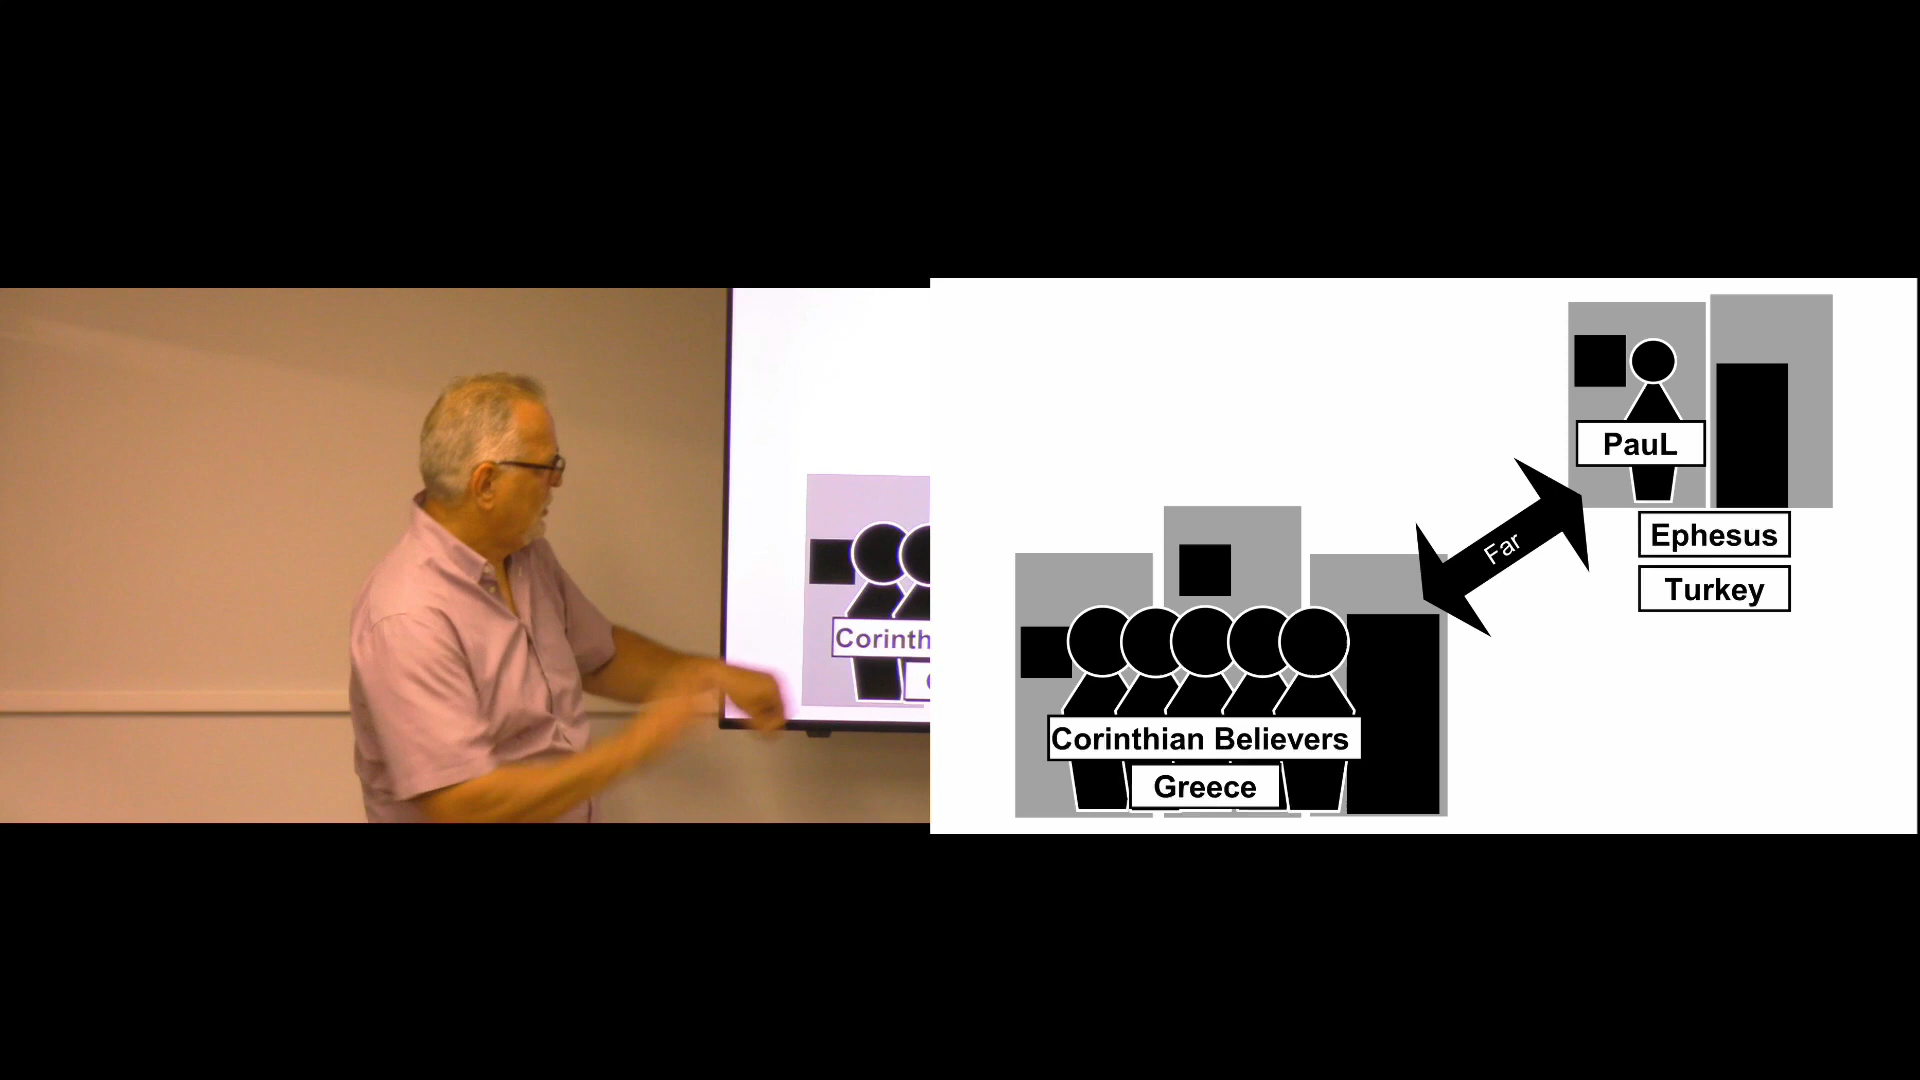 Corinth
PauL
Ephesus
Turkey
Far
Corinthian Believers
Greece